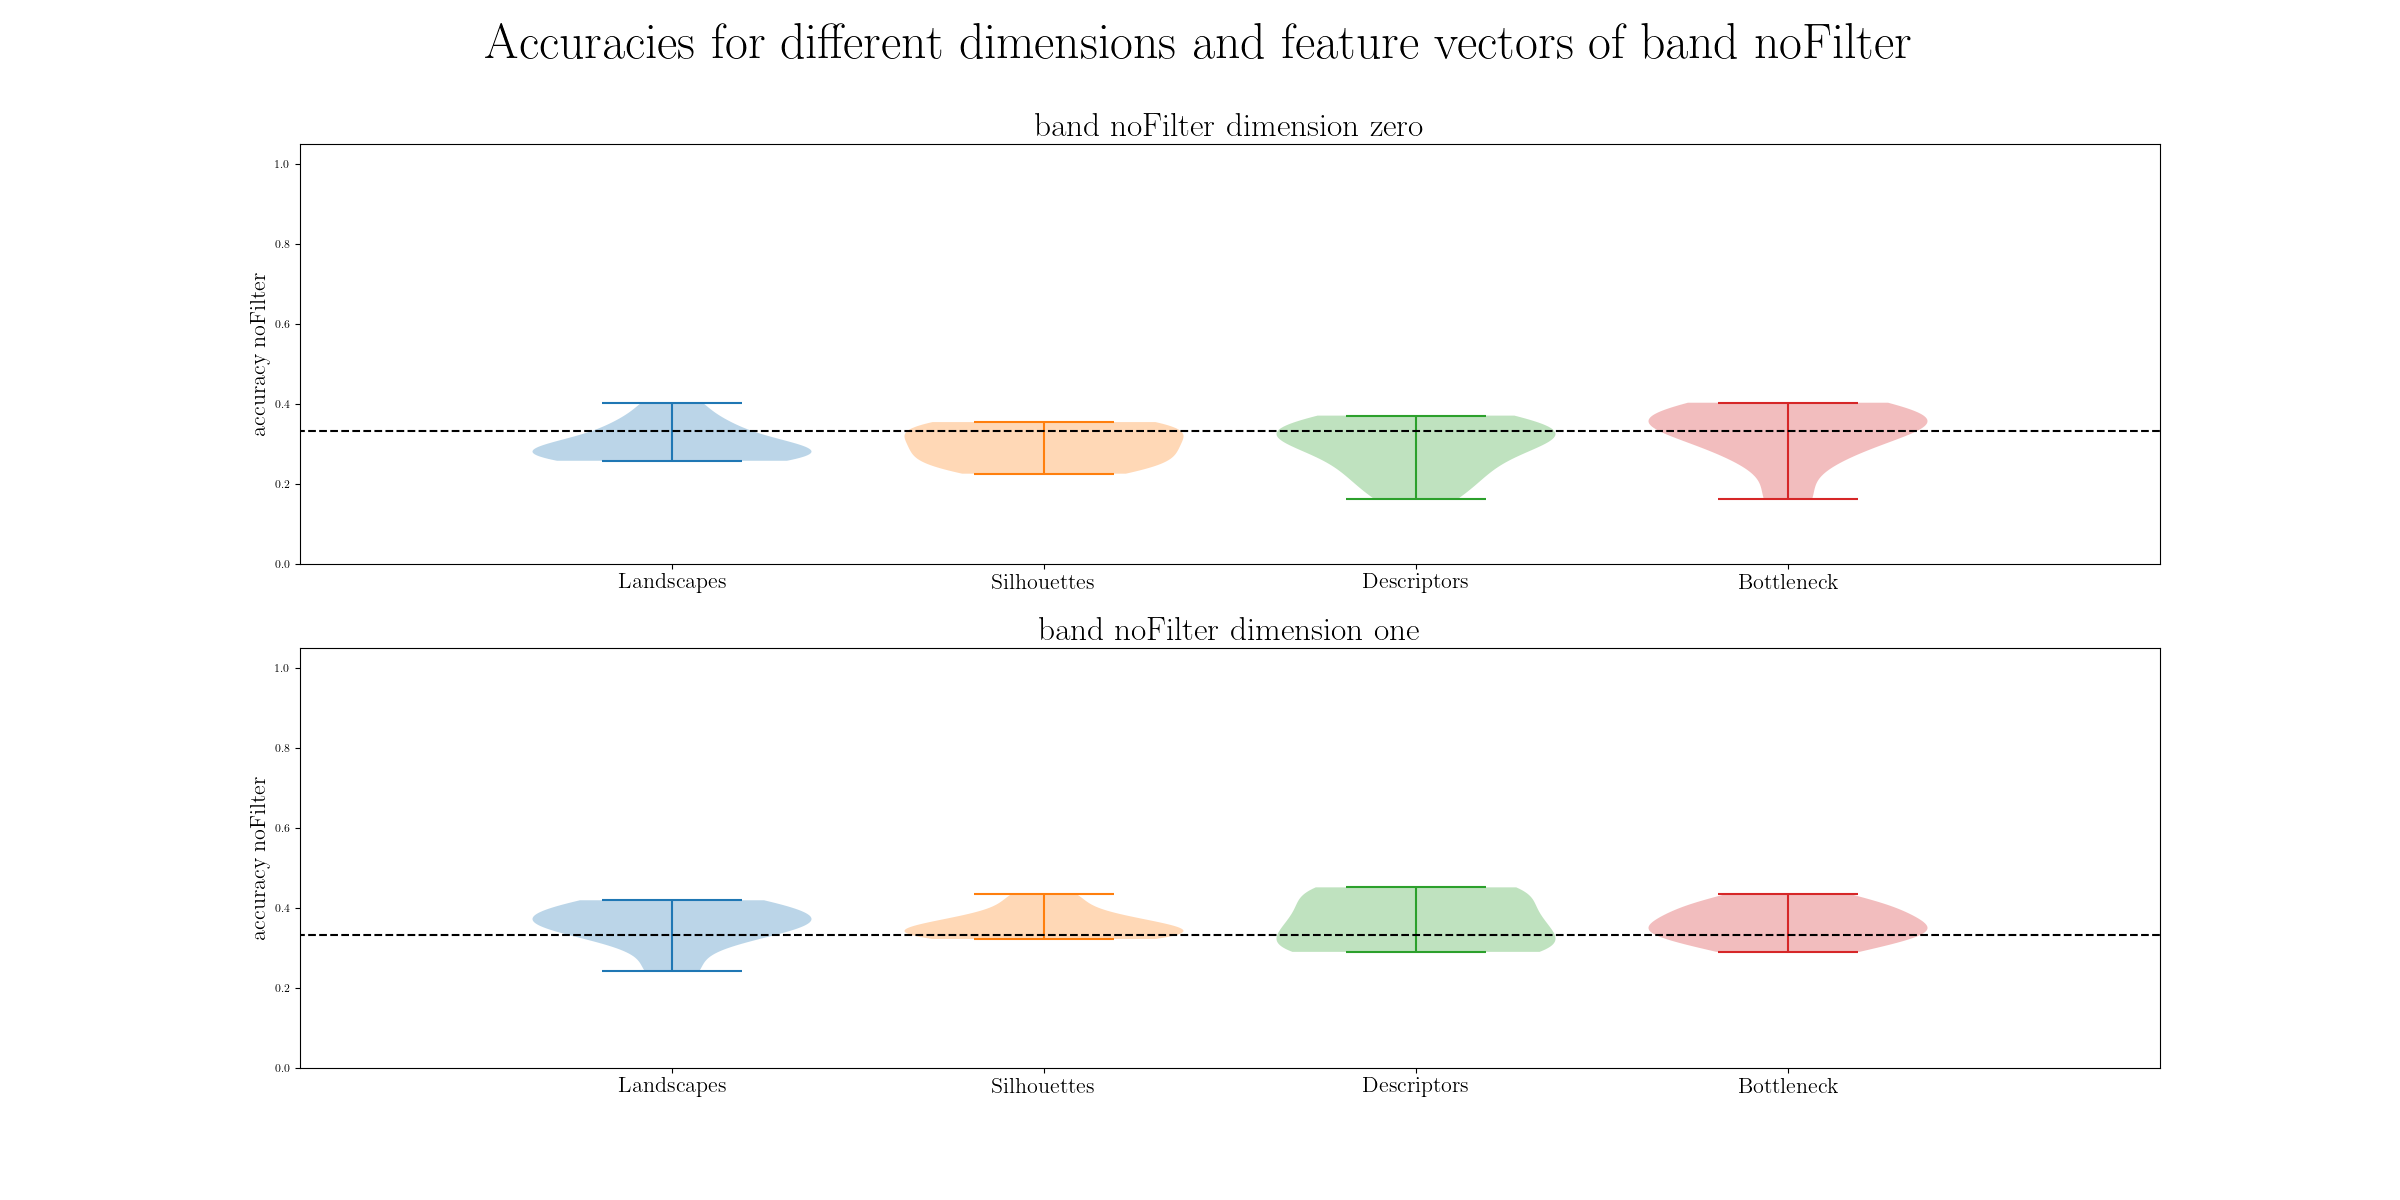 Accuracies for different dimensions and feature vectors of band noFilter
band noFilter dimension zero
accuracy noFilter
1.0
0.8
0.6
0.4
0.2
0.0
Landscapes Silhouettes Descriptors Bottleneck
band noFilter dimension one
accuracy noFilter
1.0
0.8
0.6
0.4
0.2
0.0
Landscapes Silhouettes Descriptors Bottleneck